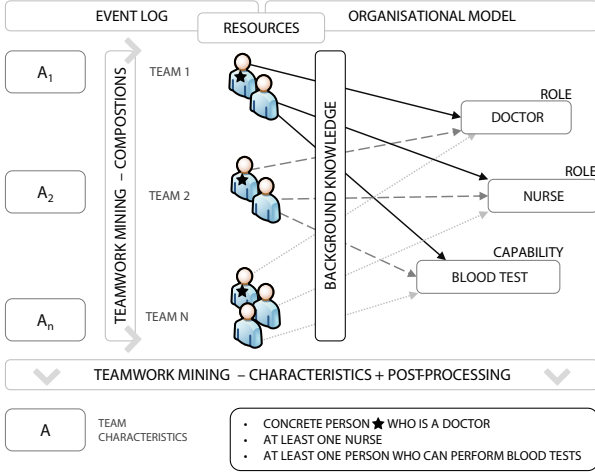 EVENT LOG
ORGANISATIONAL MODEL
RESOURCES
A1
TEAM 1
ROLE
DOCTOR
TEAMWORK MINING – COMPOSTIONS
BACKGROUND KNOWLEDGE
A2
TEAM 2
ROLE
NURSE
CAPABILITY
BLOOD TEST
An
TEAM N
TEAMWORK MINING – CHARACTERISTICS + POST-PROCESSING
A
TEAM
CHARACTERISTICS
• CONCRETE PERSON ★ WHO IS A DOCTOR
• AT LEAST ONE NURSE
• AT LEAST ONE PERSON WHO CAN PERFORM BLOOD TESTS